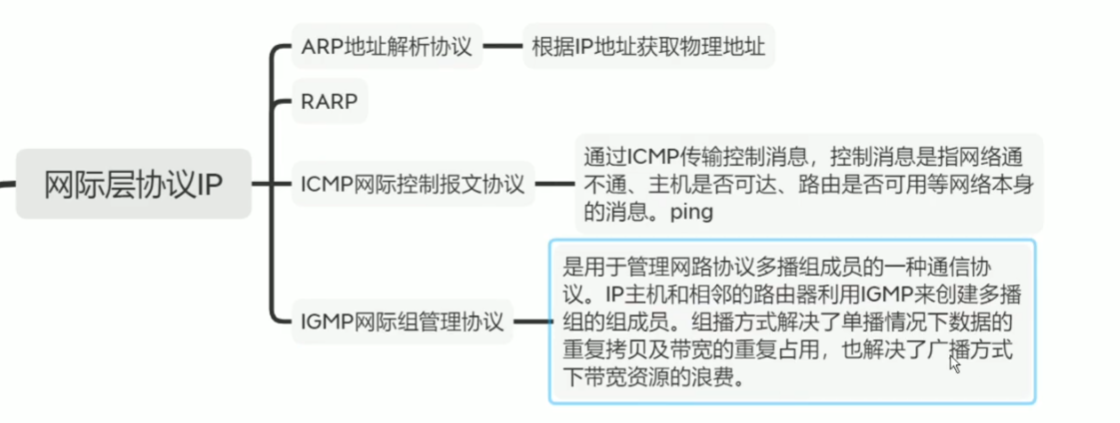 ARP地址解析协议
根据IP地址获取物理地址
RARP
网际层协议IP
ICMP网际控制报文协议
通过ICMP传输控制消息，控制消息是指网络通
不通、主机是否可达、路由是否可用等网络本身
的消息。ping
IGMP网际组管理协议
是用于管理网路协议多播组成员的一种通信协
议。IP主机和相邻的路由器利用IGMP来创建多播
组的组成员。组播方式解决了单播情况下数据的
重复拷贝及带宽的重复占用，也解决了广播方式
下带宽资源的浪费。